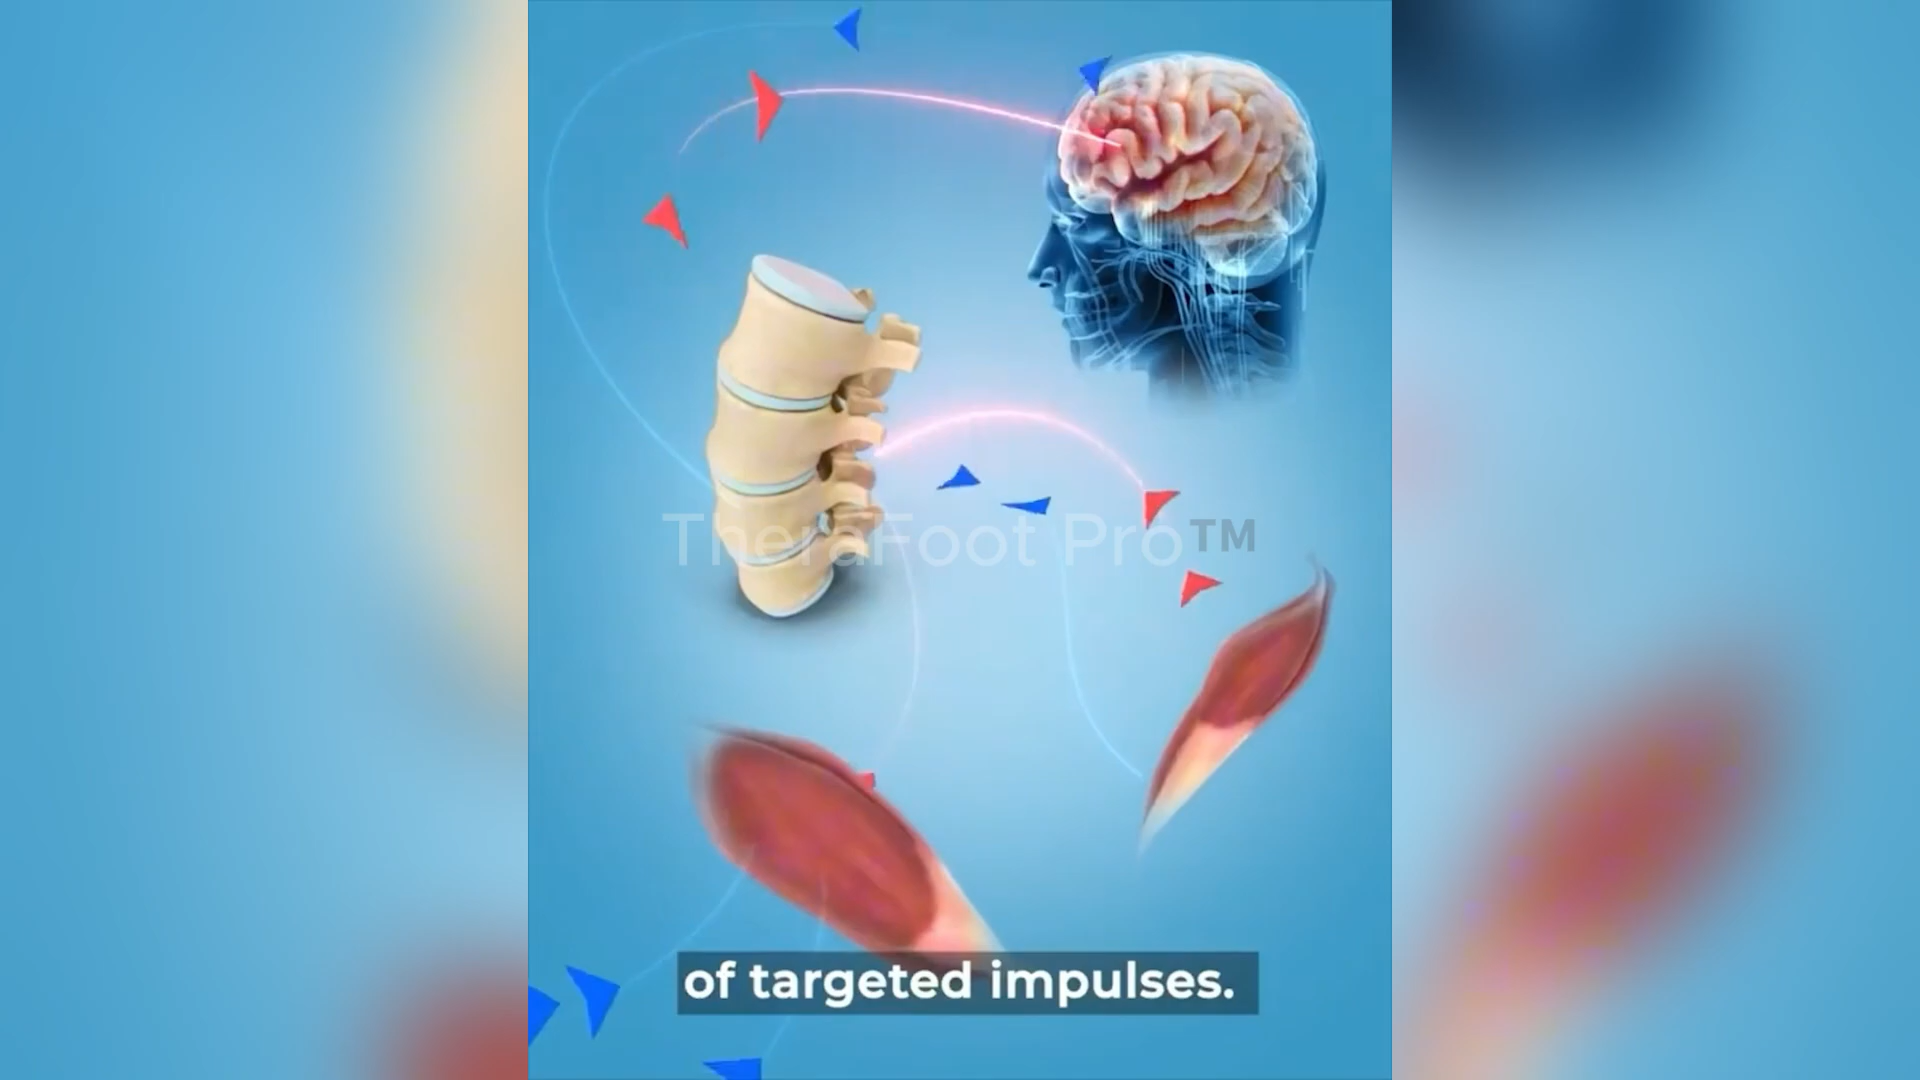 TheraFoot Pro™
of targeted impulses.